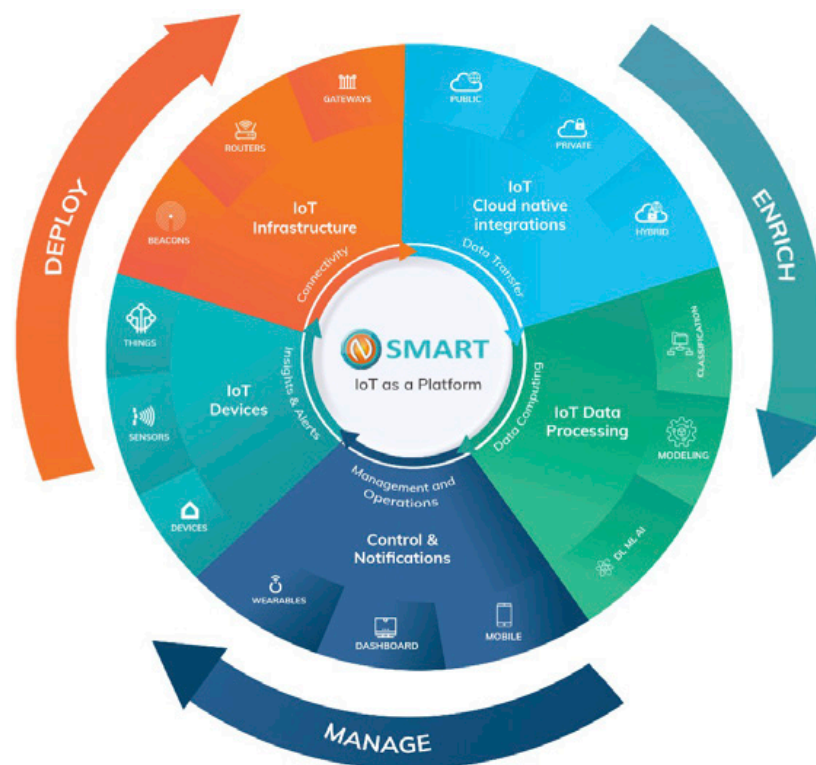 DEPLOY
ENRICH
MANAGE
GATEWAYS
ROUTERS
BEACONS
IoT
Infrastructure
PUBLIC
PRIVATE
HYBRID
IoT
Cloud native
integrations
CLASSIFICATION
MODELING
DL ML AI
IoT Data
Processing
MOBILE
DASHBOARD
WEARABLES
Control &
Notifications
DEVICES
SENSORS
THINGS
IoT
Devices
Connectivity
Data Transfer
Data Computing
Management and
Operations
Insights & Alerts
N SMART
IoT as a Platform